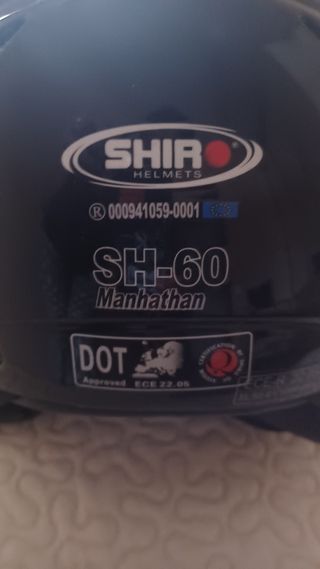 SHIRO
HELMETS
® 000941059-0001
SH-60
Manhathan
DOT
Approved ECE 22.05